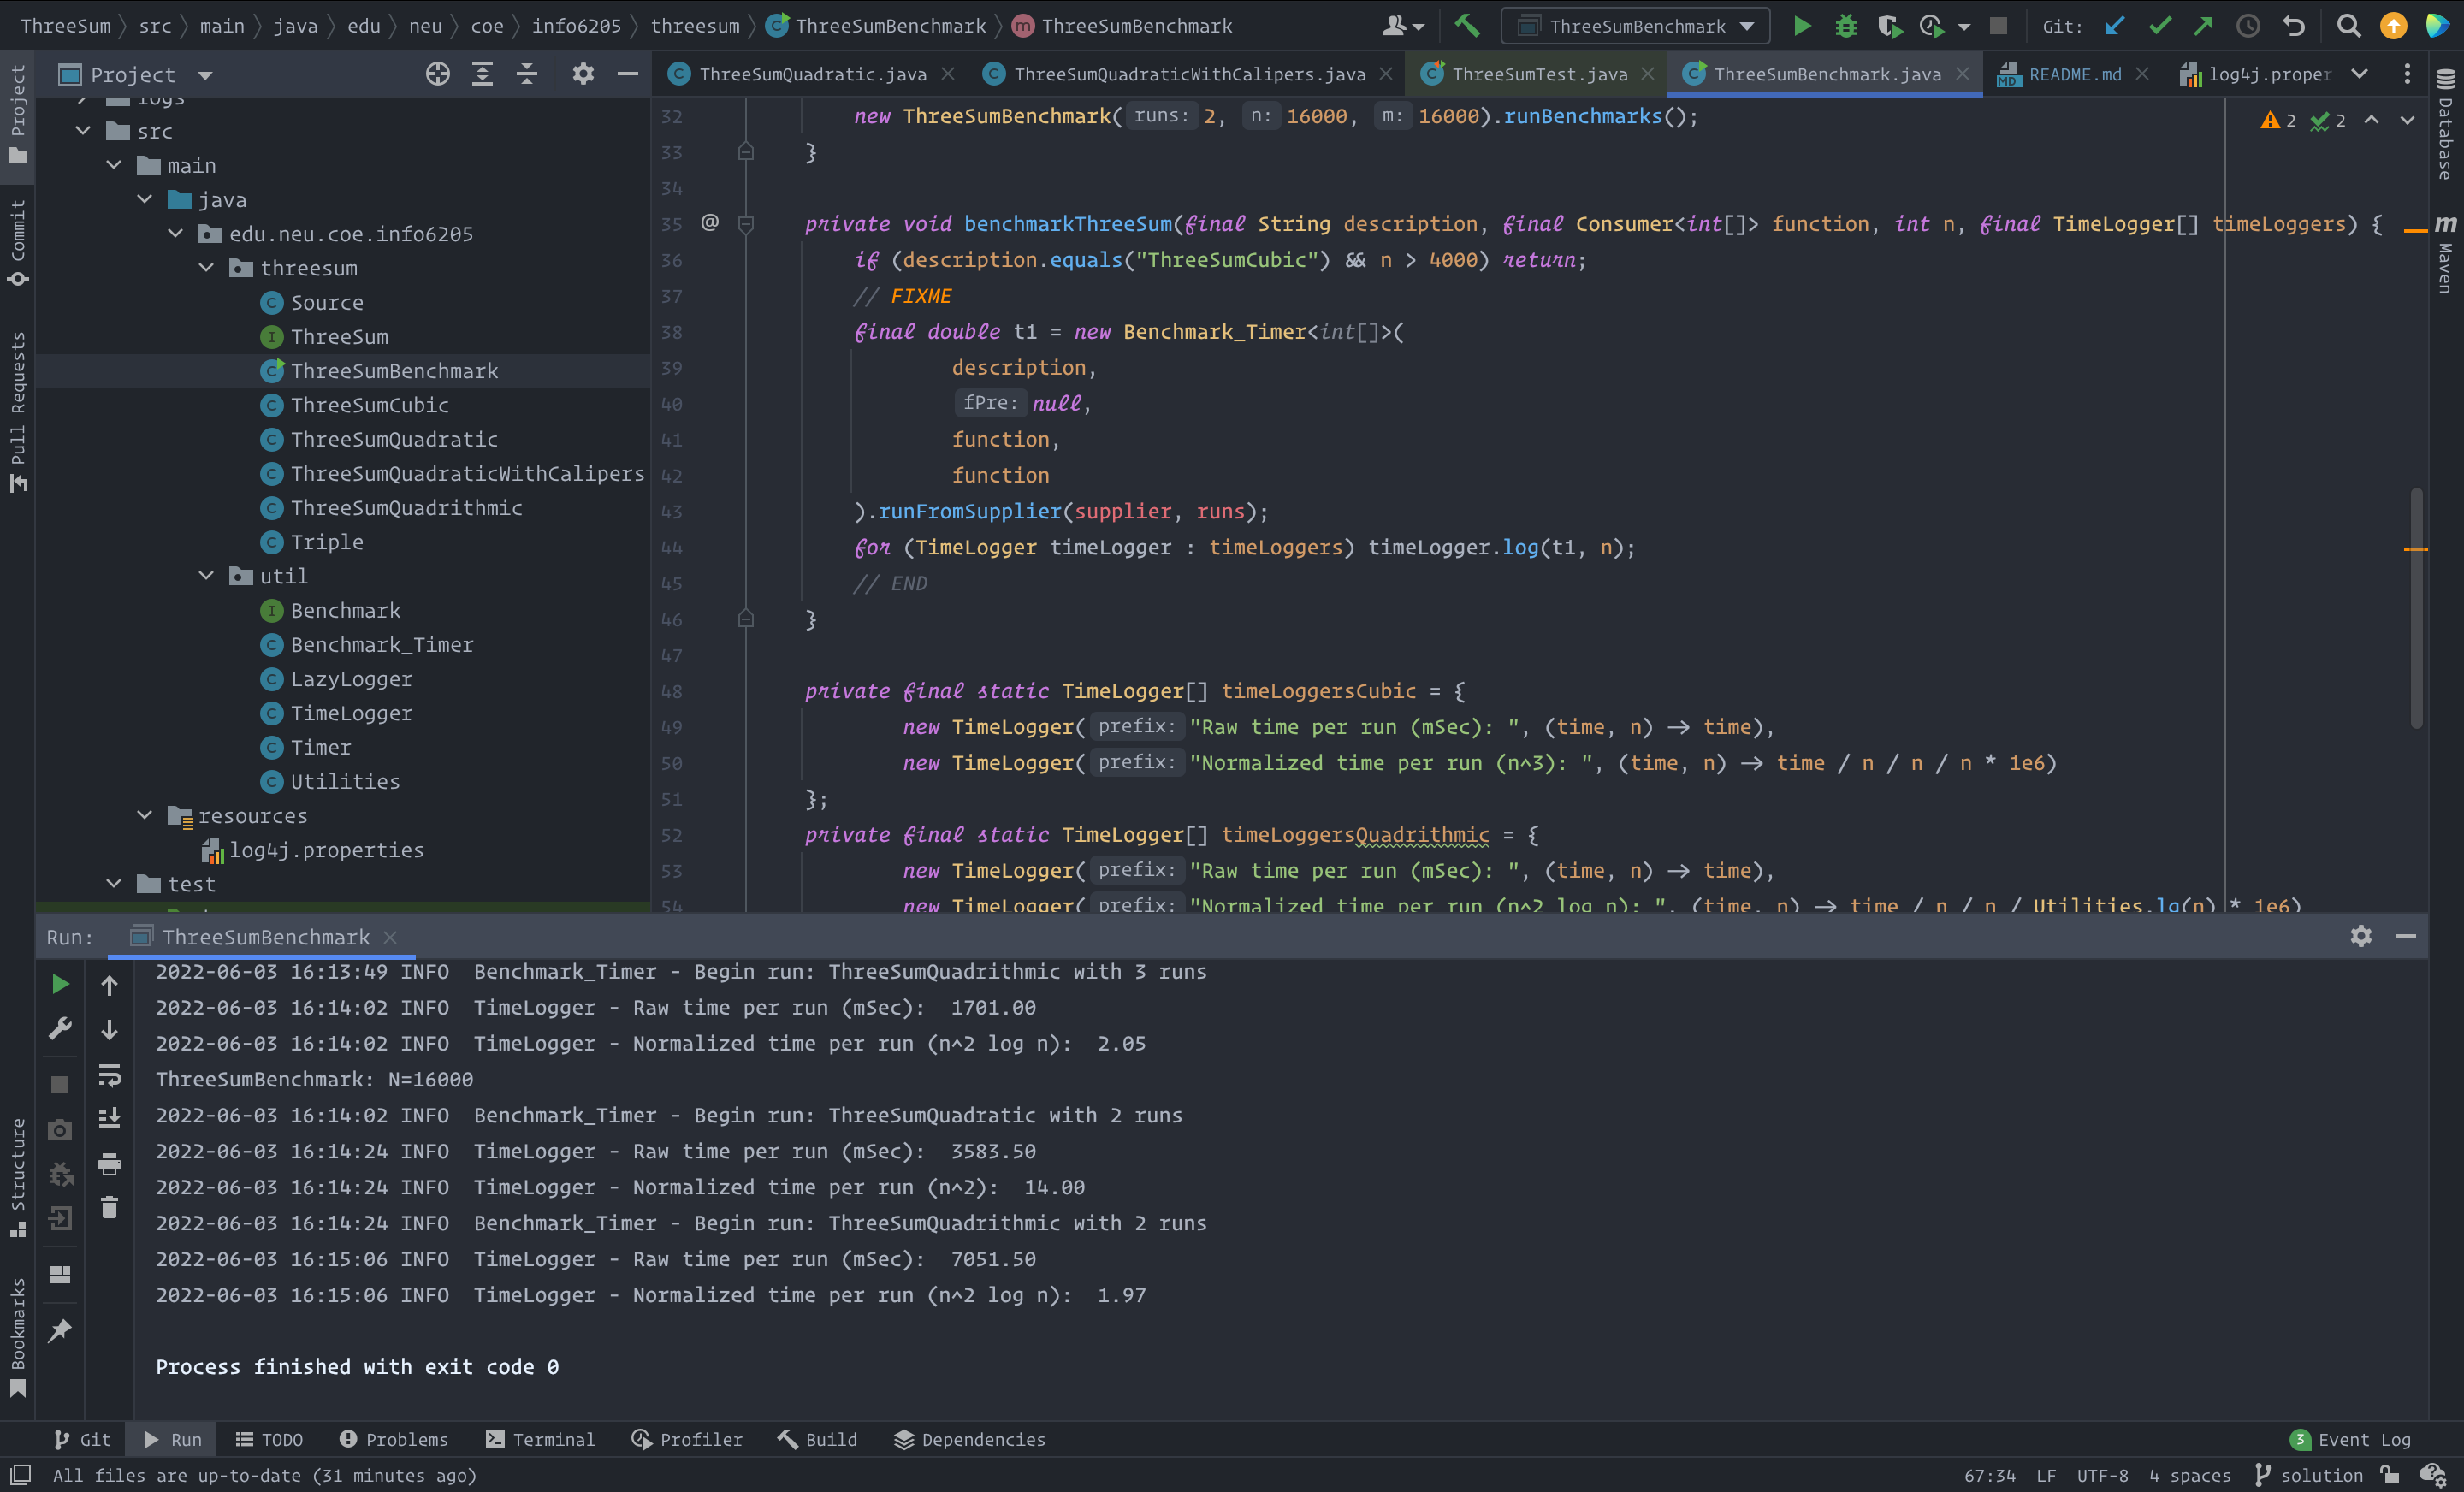 ThreeSum src main java edu neu coe info6205 threesum ThreeSumBenchmark ThreeSumBenchmark
ThreeSumBenchmark
Git:
Project
ThreeSumQuadratic.java
ThreeSumQuadraticWithCalipers.java
ThreeSumTest.java
ThreeSumBenchmark.java
README.md
log4j.proper
Project
Commit
Pull Requests
Structure
Bookmarks
Database
Maven
logs
src
main
java
edu.neu.coe.info6205
threesum
Source
ThreeSum
ThreeSumBenchmark
ThreeSumCubic
ThreeSumQuadratic
ThreeSumQuadraticWithCalipers
ThreeSumQuadrithmic
Triple
util
Benchmark
Benchmark_Timer
LazyLogger
TimeLogger
Timer
Utilities
resources
log4j.properties
test
2 2
32 new ThreeSumBenchmark( runs: 2, n: 16000, m: 16000).runBenchmarks();
33 }
34
35 @ private void benchmarkThreeSum(final String description, final Consumer<int[]> function, int n, final TimeLogger[] timeLoggers) {
36 if (description.equals("ThreeSumCubic") && n > 4000) return;
37 // FIXME
38 final double t1 = new Benchmark_Timer<int[]>(
39 description,
40 fPre: null,
41 function,
42 function
43 ).runFromSupplier(supplier, runs);
44 for (TimeLogger timeLogger : timeLoggers) timeLogger.log(t1, n);
45 // END
46 }
47
48 private final static TimeLogger[] timeLoggersCubic = {
49 new TimeLogger( prefix: "Raw time per run (mSec): ", (time, n) → time),
50 new TimeLogger( prefix: "Normalized time per run (n^3): ", (time, n) → time / n / n / n * 1e6)
51 };
52 private final static TimeLogger[] timeLoggersQuadrithmic = {
53 new TimeLogger( prefix: "Raw time per run (mSec): ", (time, n) → time),
54 new TimeLogger( prefix: "Normalized time per run (n^2 log n): ", (time, n) → time / n / n / Utilities.lg(n) * 1e6)
Run: ThreeSumBenchmark
2022-06-03 16:13:49 INFO  Benchmark_Timer - Begin run: ThreeSumQuadrithmic with 3 runs
2022-06-03 16:14:02 INFO  TimeLogger - Raw time per run (mSec):  1701.00
2022-06-03 16:14:02 INFO  TimeLogger - Normalized time per run (n^2 log n):  2.05
ThreeSumBenchmark: N=16000
2022-06-03 16:14:02 INFO  Benchmark_Timer - Begin run: ThreeSumQuadratic with 2 runs
2022-06-03 16:14:24 INFO  TimeLogger - Raw time per run (mSec):  3583.50
2022-06-03 16:14:24 INFO  TimeLogger - Normalized time per run (n^2):  14.00
2022-06-03 16:14:24 INFO  Benchmark_Timer - Begin run: ThreeSumQuadrithmic with 2 runs
2022-06-03 16:15:06 INFO  TimeLogger - Raw time per run (mSec):  7051.50
2022-06-03 16:15:06 INFO  TimeLogger - Normalized time per run (n^2 log n):  1.97
Process finished with exit code 0
Git Run TODO Problems Terminal Profiler Build Dependencies
3 Event Log
All files are up-to-date (31 minutes ago)
67:34 LF UTF-8 4 spaces solution